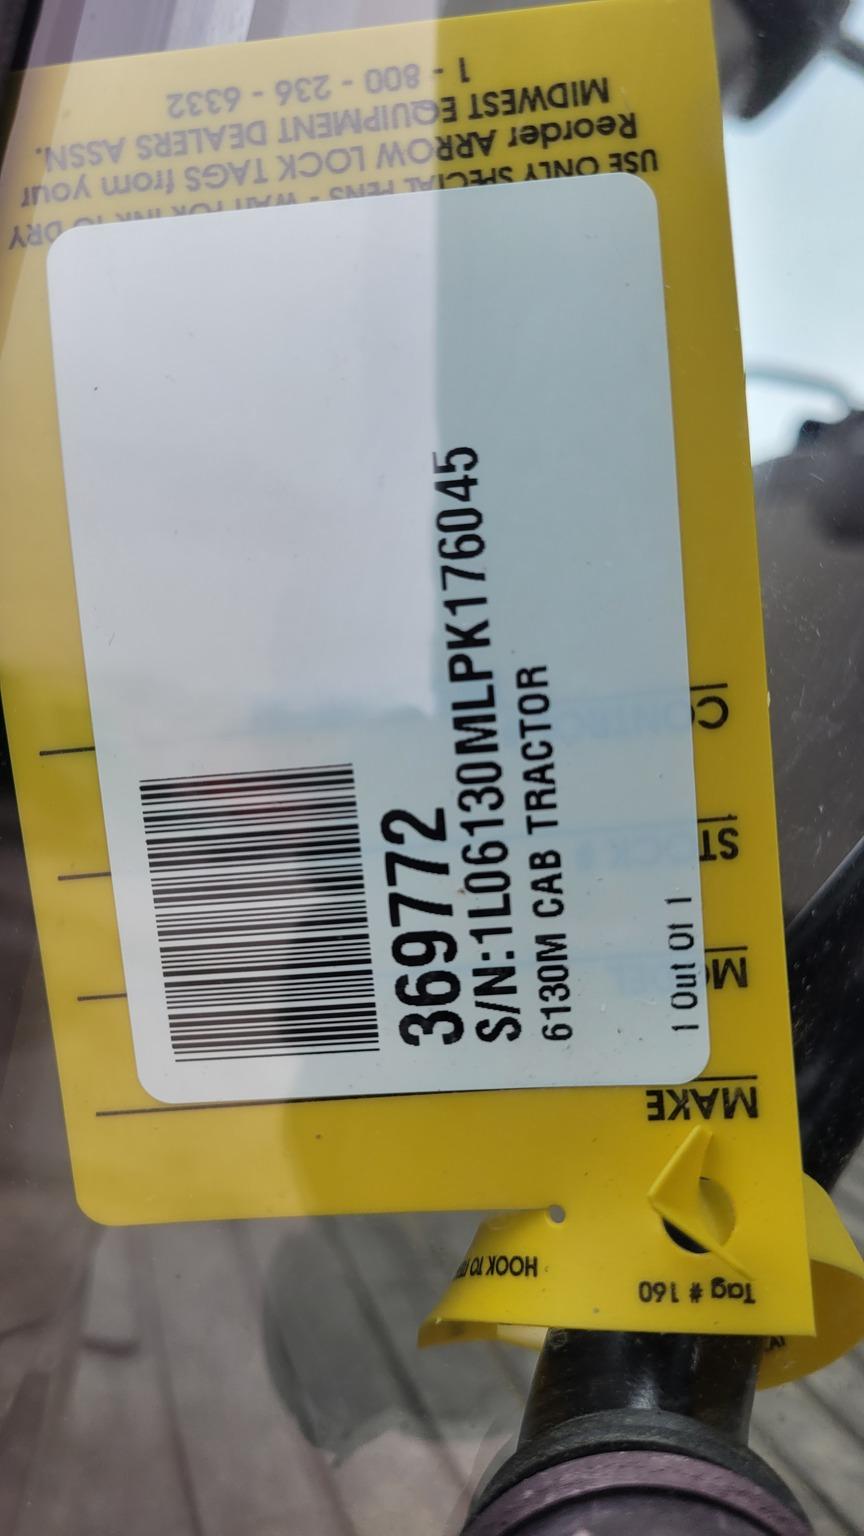 369772
S/N:1L06130MLPK176045
6130M CAB TRACTOR
1 Out Of 1
Tag # 160
HOOK TO
MAKE
MODEL
STOCK #
CONTROL
USE ONLY SPECIAL PENS - WAIT FOR INK TO DRY
Reorder ARROW LOCK TAGS from your
MIDWEST EQUIPMENT DEALERS ASSN.
1 - 800 - 236 - 6332